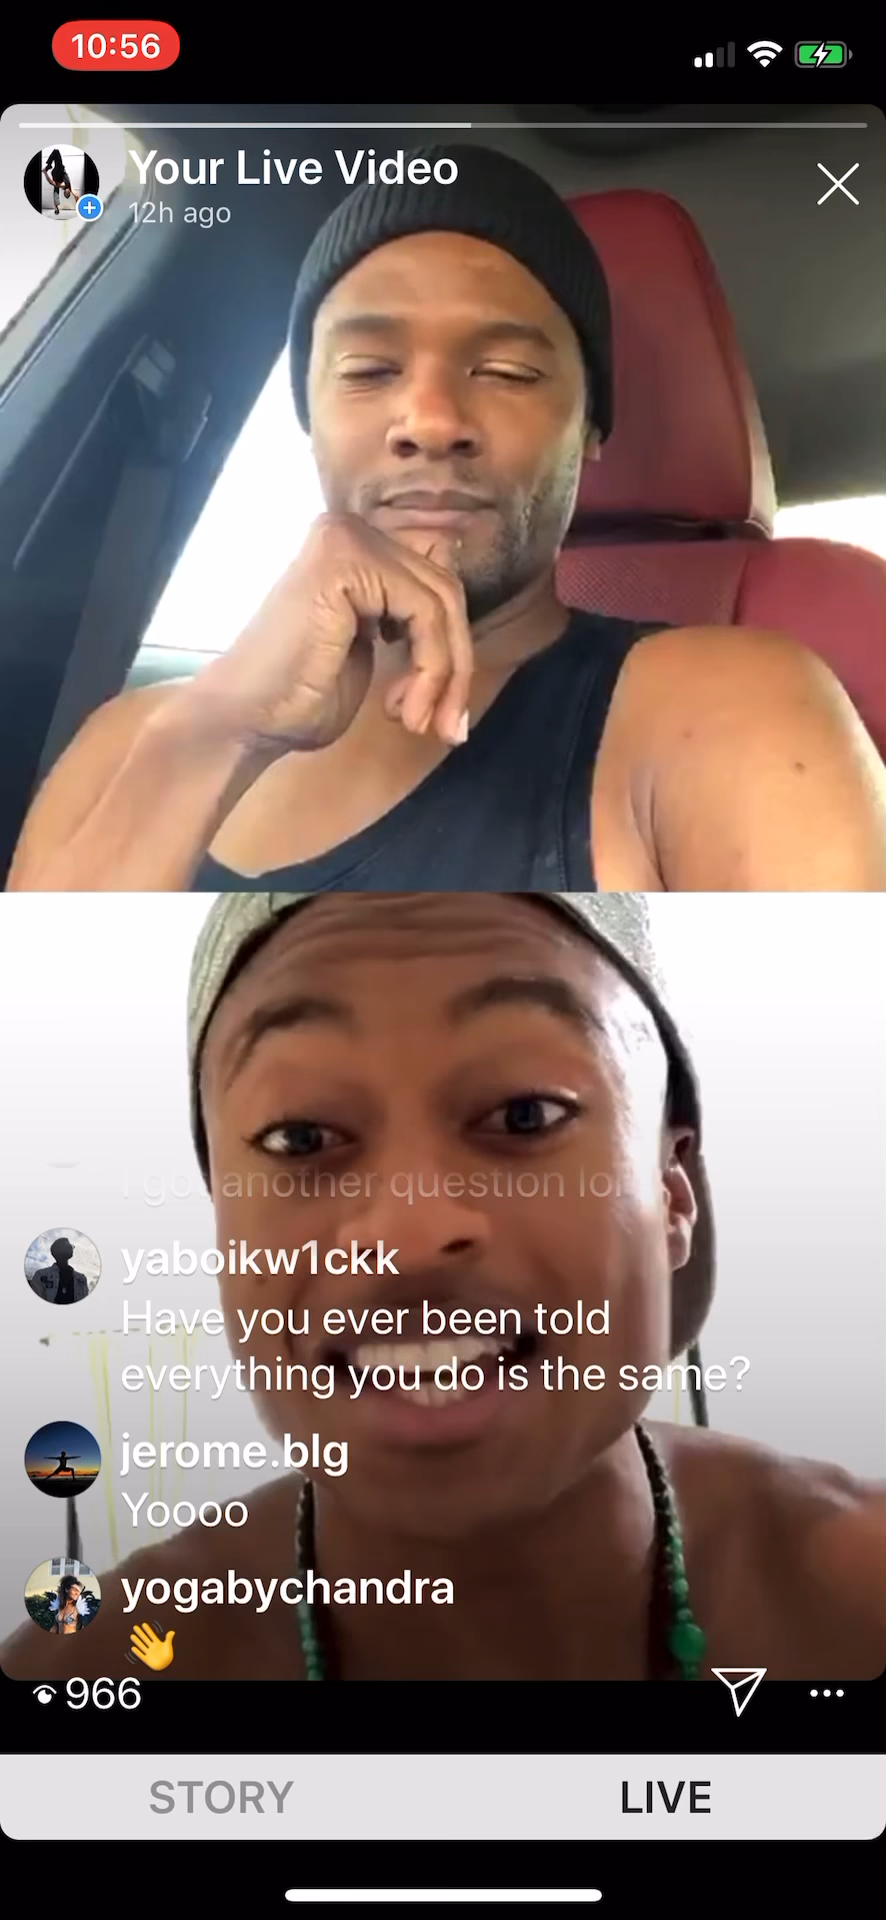 10:56
Your Live Video
12h ago
I got another question lol
yaboikw1ckk
Have you ever been told
everything you do is the same?
jerome.blg
Yoooo
yogabychandra
👋
966
STORY
LIVE